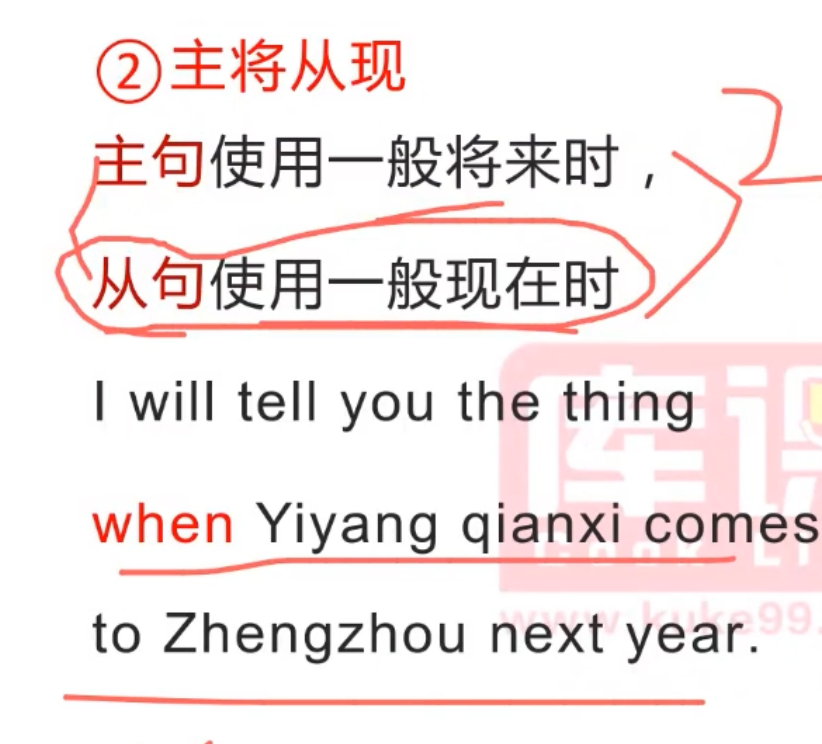 ②主将从现
主句使用一般将来时，
从句使用一般现在时
I will tell you the thing
when Yiyang qianxi comes
to Zhengzhou next year.
库课
www.kuke99.